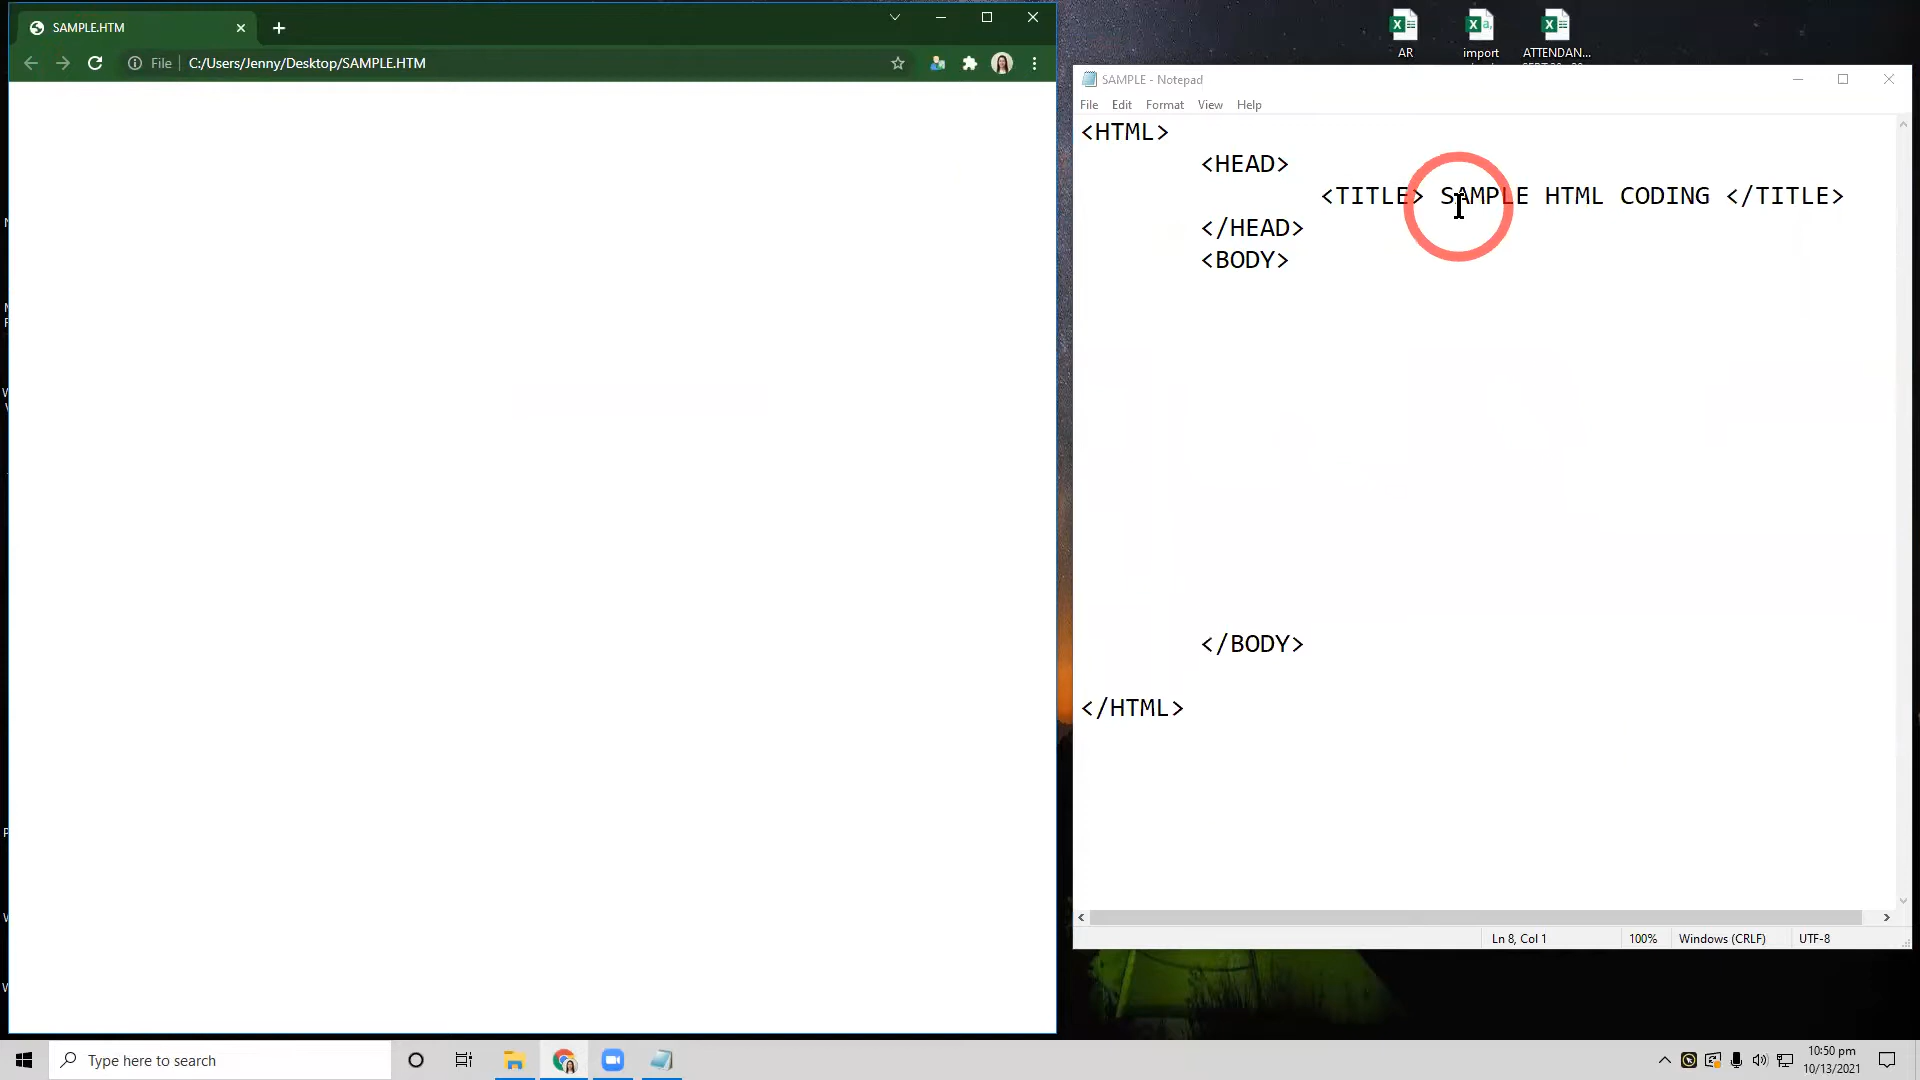 SAMPLE.HTM
File
C:/Users/Jenny/Desktop/SAMPLE.HTM
AR
import
ATTENDAN...
SAMPLE - Notepad
File Edit Format View Help
<HTML>
<HEAD>
<TITLE> SAMPLE HTML CODING </TITLE>
</HEAD>
<BODY>
</BODY>
</HTML>
Ln 8, Col 1
100%
Windows (CRLF)
UTF-8
Type here to search
10:50 pm
10/13/2021